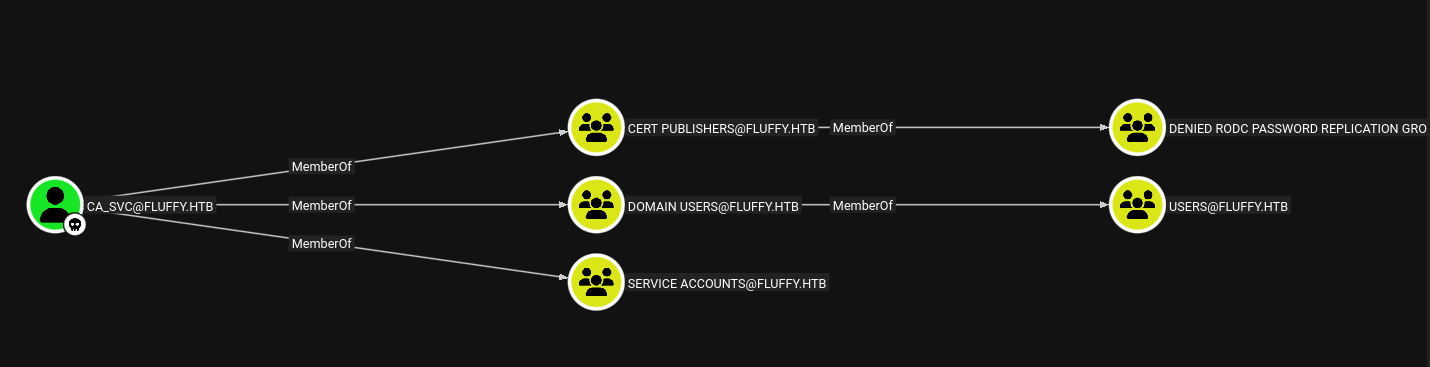 CERT PUBLISHERS@FLUFFY.HTB
MemberOf
DENIED RODC PASSWORD REPLICATION GRO
MemberOf
CA_SVC@FLUFFY.HTB
MemberOf
DOMAIN USERS@FLUFFY.HTB
MemberOf
USERS@FLUFFY.HTB
MemberOf
SERVICE ACCOUNTS@FLUFFY.HTB